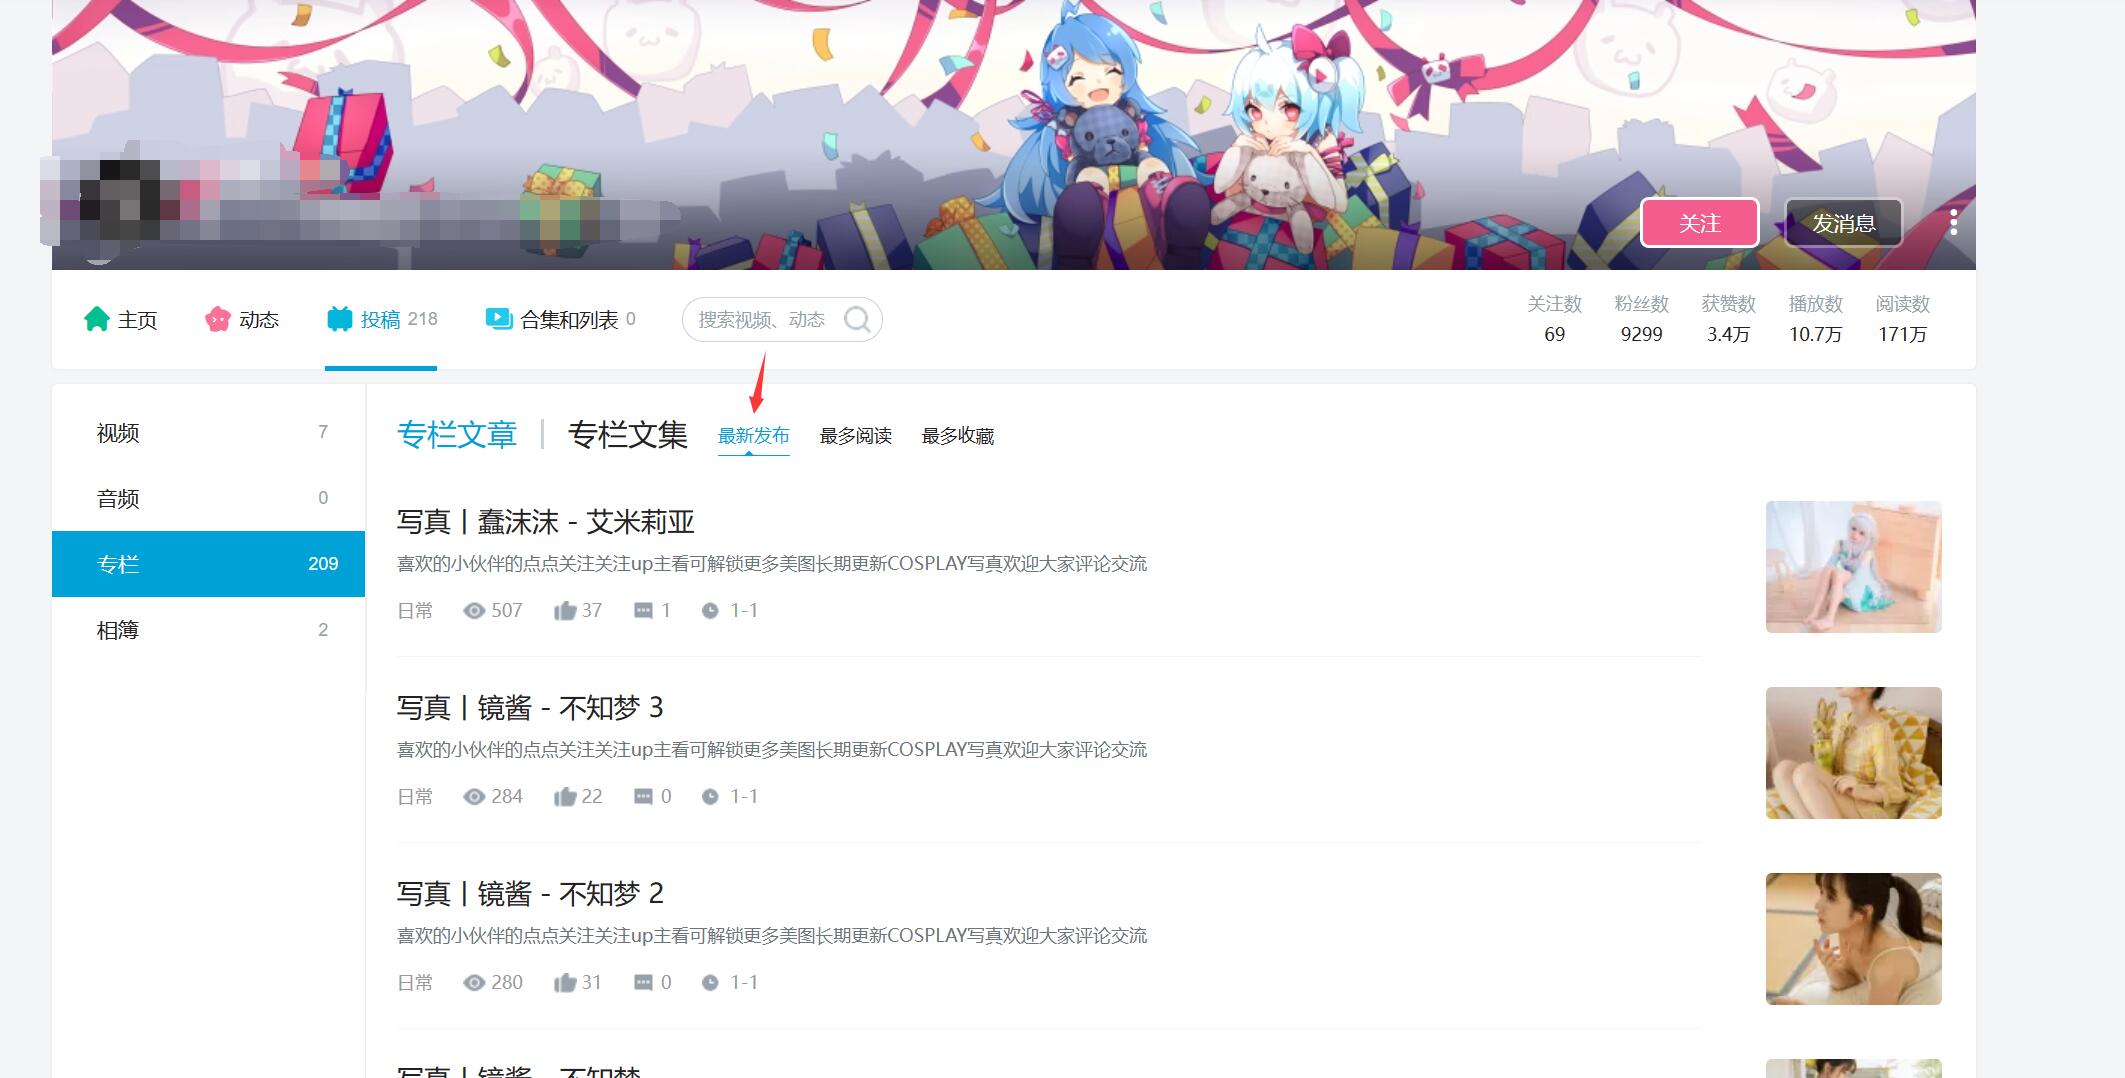 关注
发消息
主页 动态 投稿 218 合集和列表 0 搜索视频、动态
关注数 粉丝数 获赞数 播放数 阅读数
69 9299 3.4万 10.7万 171万
视频 7
音频 0
专栏 209
相簿 2
专栏文章 专栏文集 最新发布 最多阅读 最多收藏
写真丨蠢沫沫 - 艾米莉亚
喜欢的小伙伴的点点关注关注up主看可解锁更多美图长期更新COSPLAY写真欢迎大家评论交流
日常 507 37 1 1-1
写真丨镜酱 - 不知梦 3
喜欢的小伙伴的点点关注关注up主看可解锁更多美图长期更新COSPLAY写真欢迎大家评论交流
日常 284 22 0 1-1
写真丨镜酱 - 不知梦 2
喜欢的小伙伴的点点关注关注up主看可解锁更多美图长期更新COSPLAY写真欢迎大家评论交流
日常 280 31 0 1-1
写真丨镜酱 - 不知梦